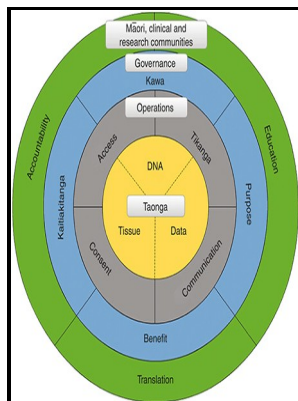 Māori, clinical and
research communities
Governance
Kawa
Operations
Accountability
Education
Access
Tikanga
DNA
Kaitiakitanga
Purpose
Taonga
Tissue
Data
Consent
Communication
Benefit
Translation